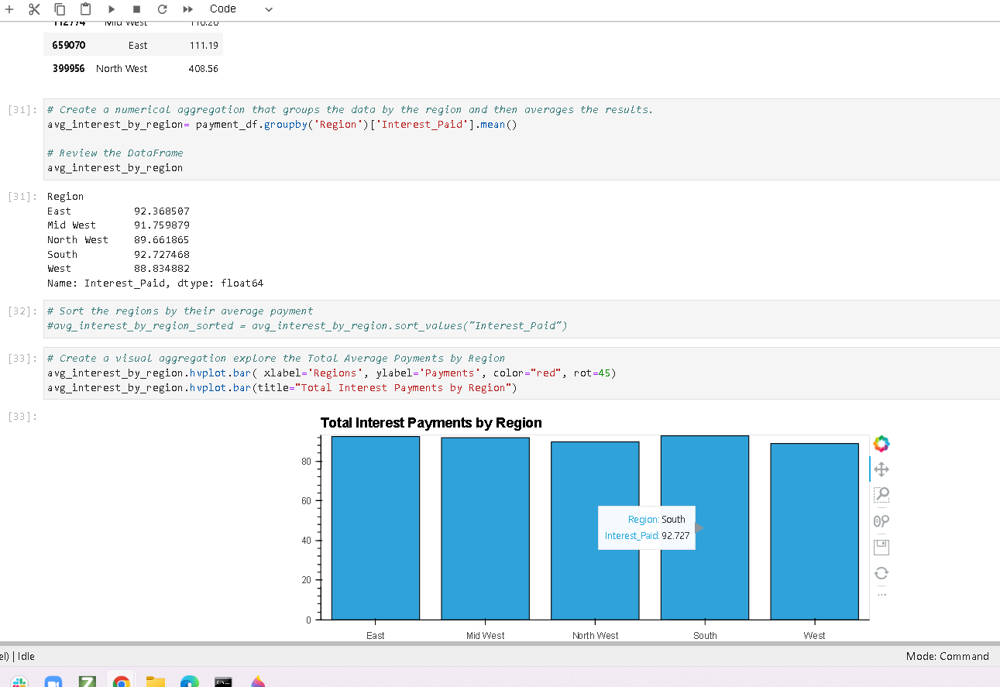 Code
112774 Mid West 110.20
659070 East 111.19
399956 North West 408.56
[31]: # Create a numerical aggregation that groups the data by the region and then averages the results.
avg_interest_by_region= payment_df.groupby('Region')['Interest_Paid'].mean()
# Review the DataFrame
avg_interest_by_region
[31]: Region
East 92.368507
Mid West 91.759879
North West 89.661865
South 92.727468
West 88.834882
Name: Interest_Paid, dtype: float64
[32]: # Sort the regions by their average payment
#avg_interest_by_region_sorted = avg_interest_by_region.sort_values("Interest_Paid")
[33]: # Create a visual aggregation explore the Total Average Payments by Region
avg_interest_by_region.hvplot.bar( xlabel='Regions', ylabel='Payments', color="red", rot=45)
avg_interest_by_region.hvplot.bar(title="Total Interest Payments by Region")
[33]:
Total Interest Payments by Region
80
60
Region: South
Interest_Paid: 92.727
40
20
0
East Mid West North West South West
el) | Idle Mode: Command